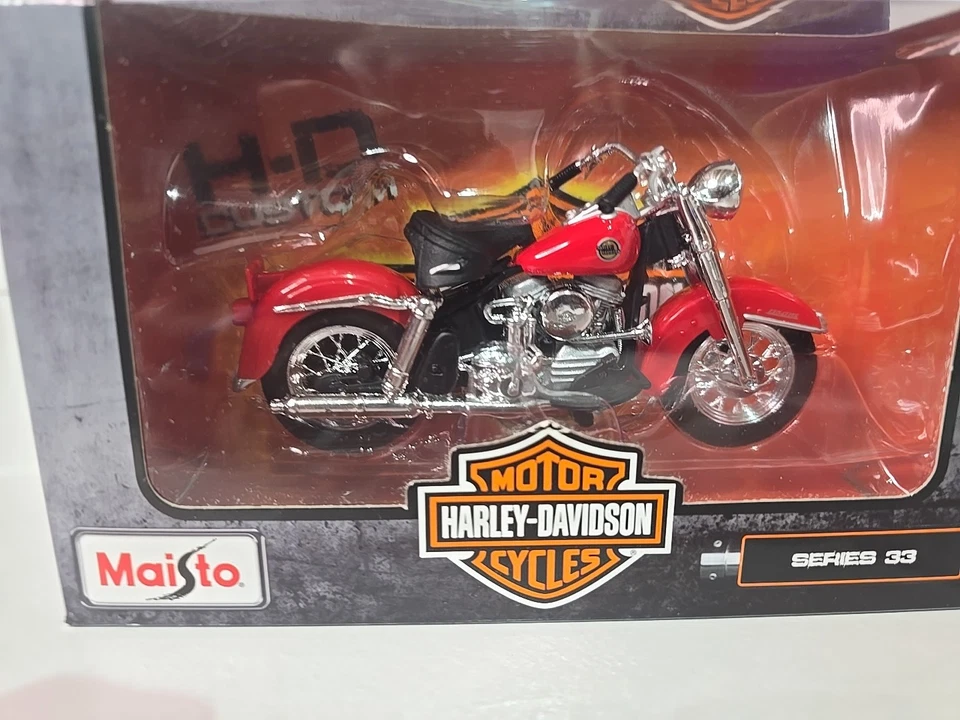 H-D
CUSTOM
MOTOR
HARLEY-DAVIDSON
CYCLES
Maisto
SERIES 33